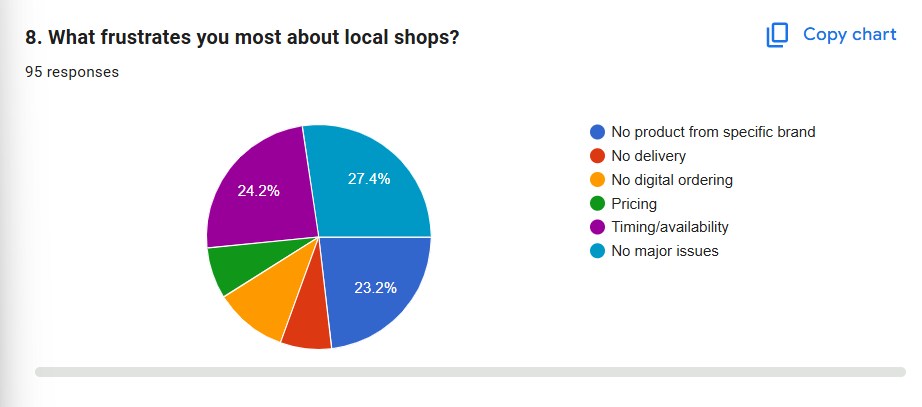 8. What frustrates you most about local shops?
Copy chart
95 responses
27.4%
24.2%
23.2%
No product from specific brand
No delivery
No digital ordering
Pricing
Timing/availability
No major issues